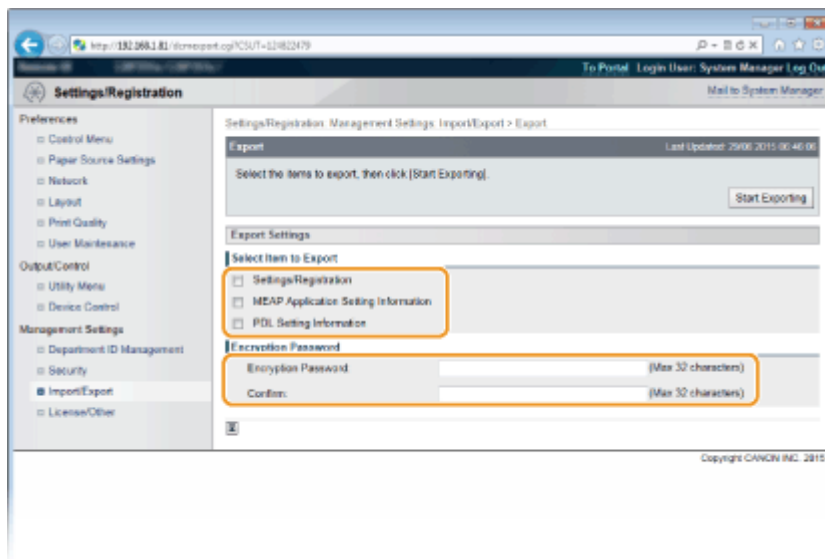 http://192.168.1.81/dcmexport.cgi?CSUT=124822479
To Portal Login User: System Manager Log Ou
Settings/Registration
Mail to System Manager
Preferences
Control Menu
Paper Source Settings
Network
Layout
Print Quality
User Maintenance
Output/Control
Utility Menu
Device Control
Management Settings
Department ID Management
Security
Import/Export
License/Other
Settings/Registration: Management Settings: Import/Export > Export
Export
Last Updated: 29/06 2015 06:46:06
Select the items to export, then click [Start Exporting].
Start Exporting
Export Settings
Select Item to Export
Settings/Registration
MEAP Application Setting Information
PDL Setting Information
Encryption Password
Encryption Password:
(Max 32 characters)
Confirm:
(Max 32 characters)
Copyright CANON INC. 2015